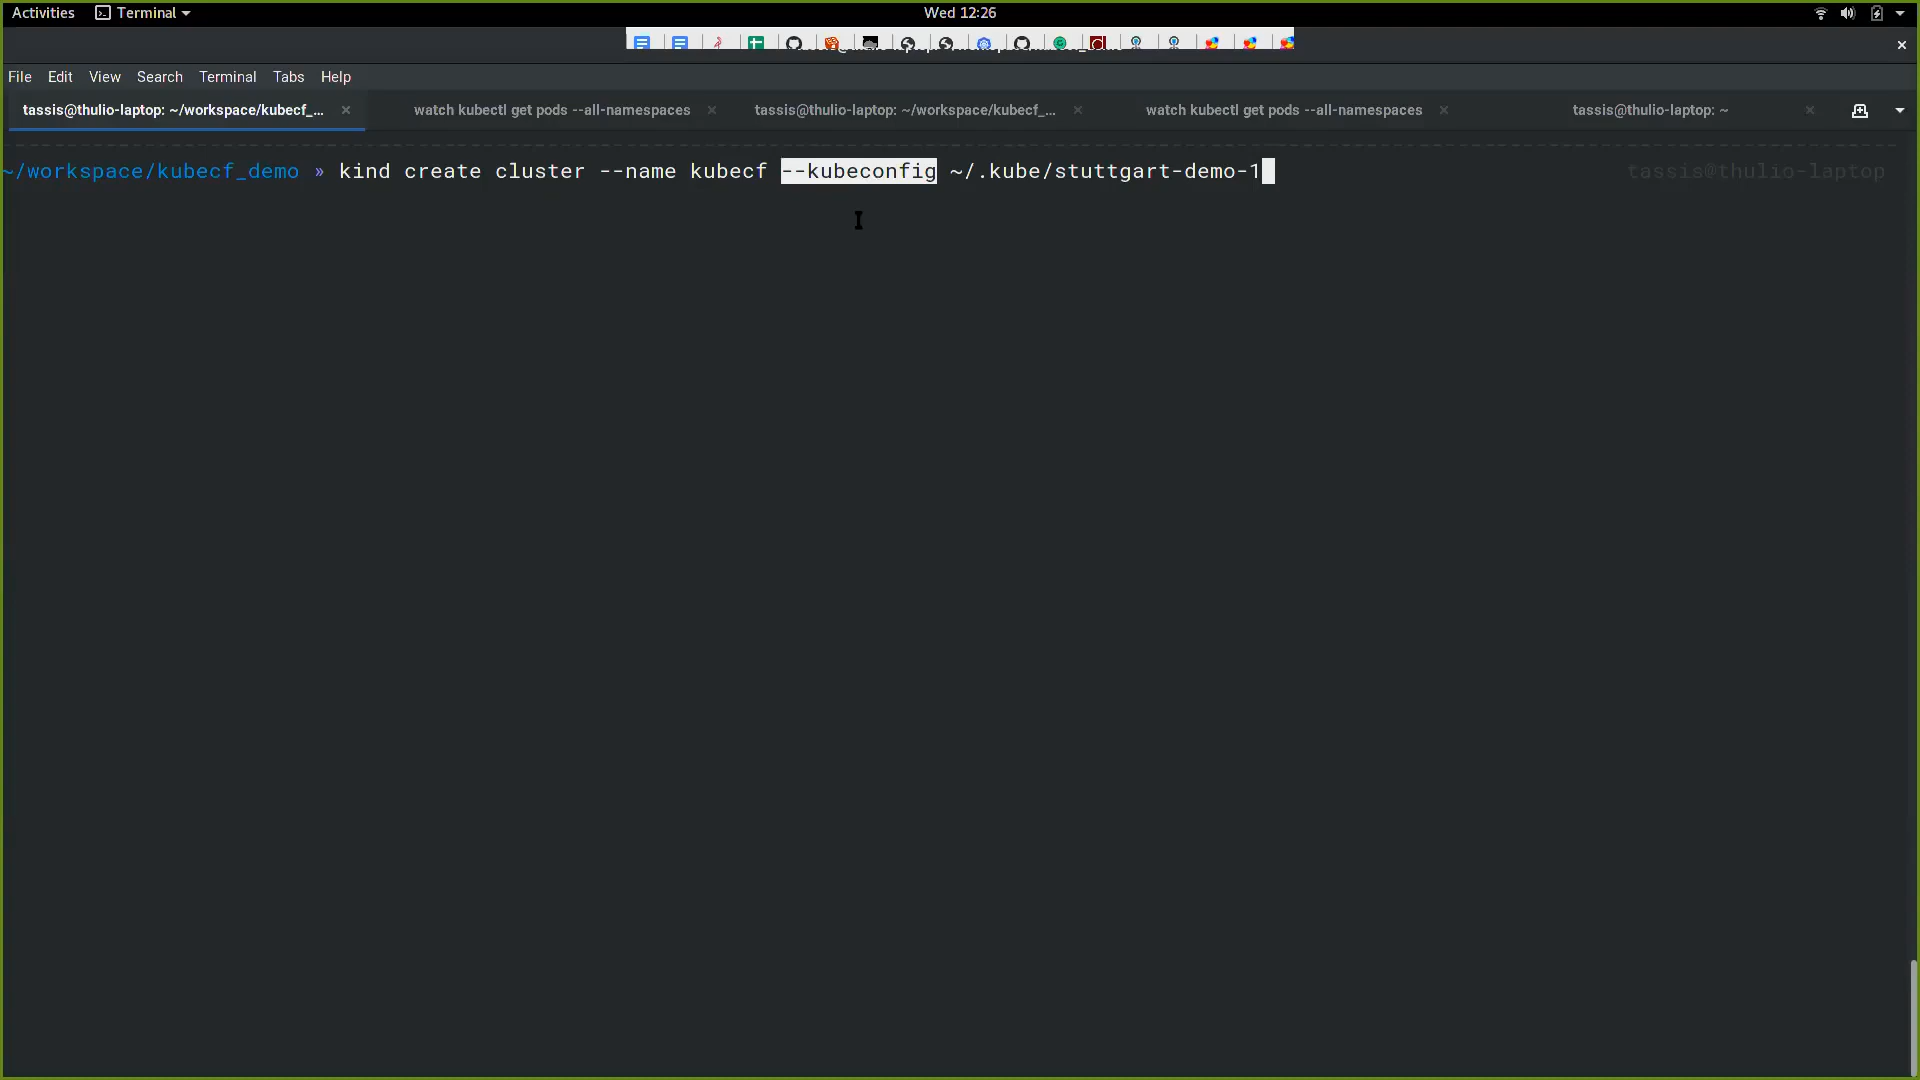 Activities Terminal Wed 12:26
File Edit View Search Terminal Tabs Help
tassis@thulio-laptop: ~/workspace/kubecf_... watch kubectl get pods --all-namespaces tassis@thulio-laptop: ~/workspace/kubecf_... watch kubectl get pods --all-namespaces tassis@thulio-laptop: ~
~/workspace/kubecf_demo » kind create cluster --name kubecf --kubeconfig ~/.kube/stuttgart-demo-1 tassis@thulio-laptop